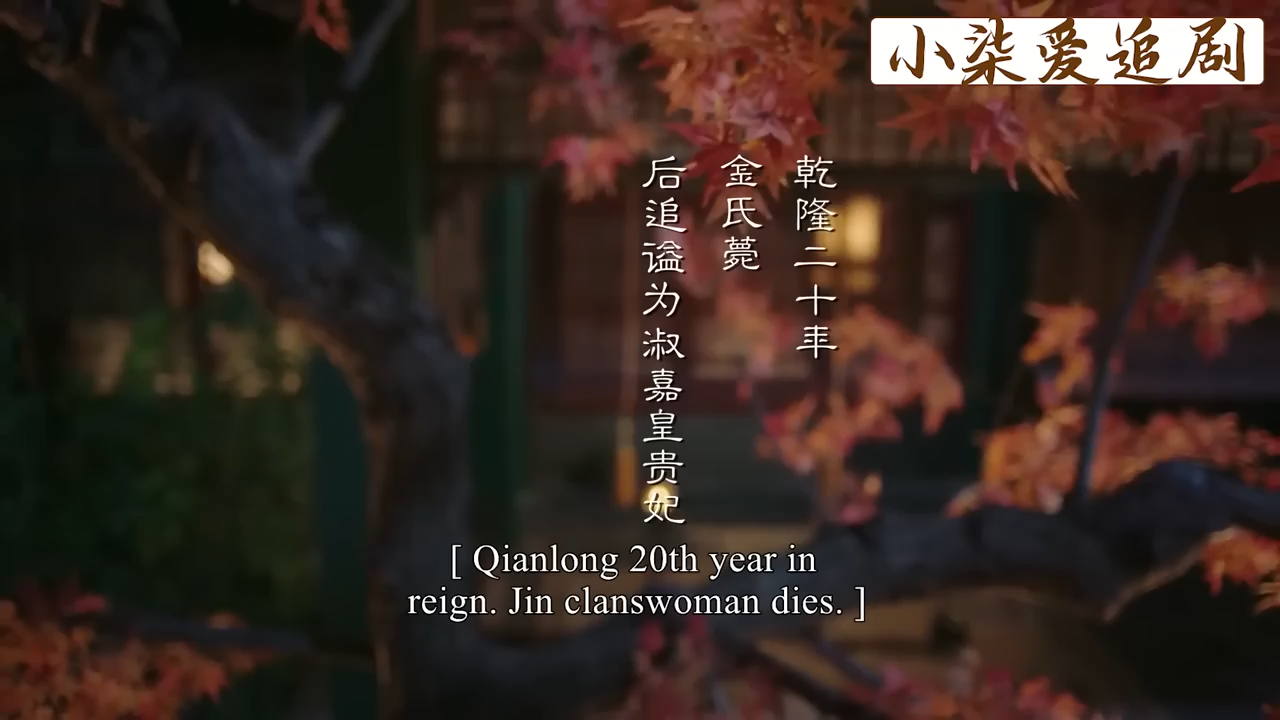 小柒爱追剧
乾隆二十年
金氏薨
后追谥为淑嘉皇贵妃
[ Qianlong 20th year in
reign. Jin clanswoman dies. ]